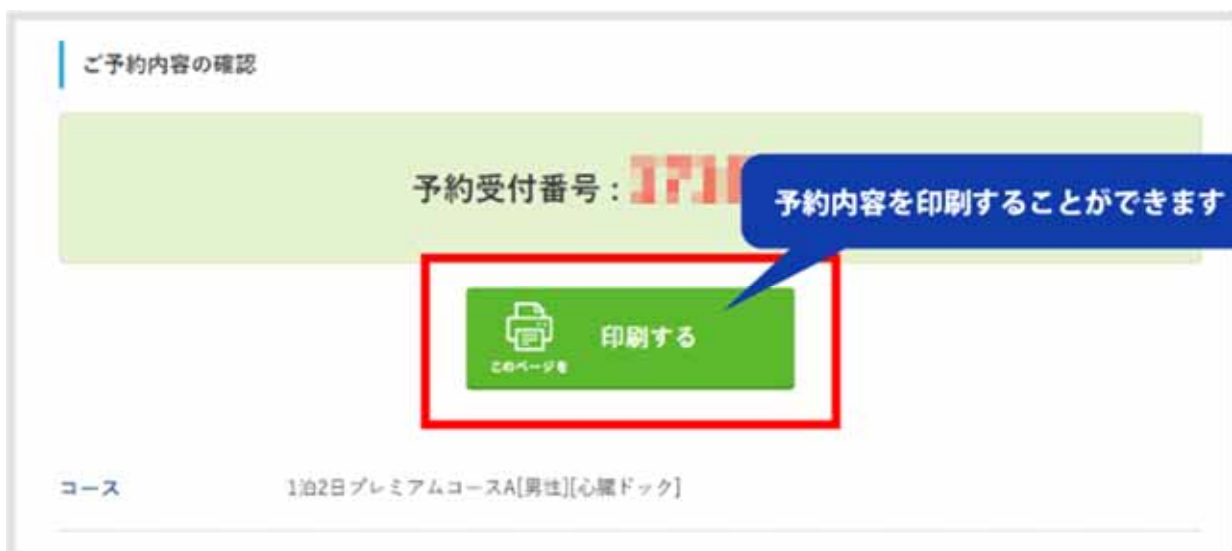 ご予約内容の確認
予約受付番号：
予約内容を印刷することができます
印刷する
このページを
コース 1泊2日プレミアムコースA[男性][心臓ドック]